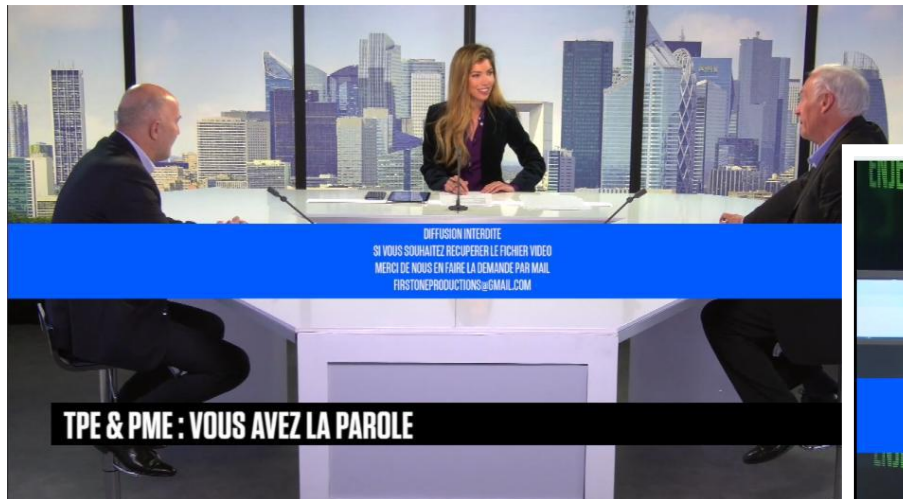 DIFFUSION INTERDITE
SI VOUS SOUHAITEZ RECUPERER LE FICHIER VIDEO
MERCI DE NOUS EN FAIRE LA DEMANDE PAR MAIL
FIRSTONEPRODUCTIONS@GMAIL.COM
TPE & PME : VOUS AVEZ LA PAROLE